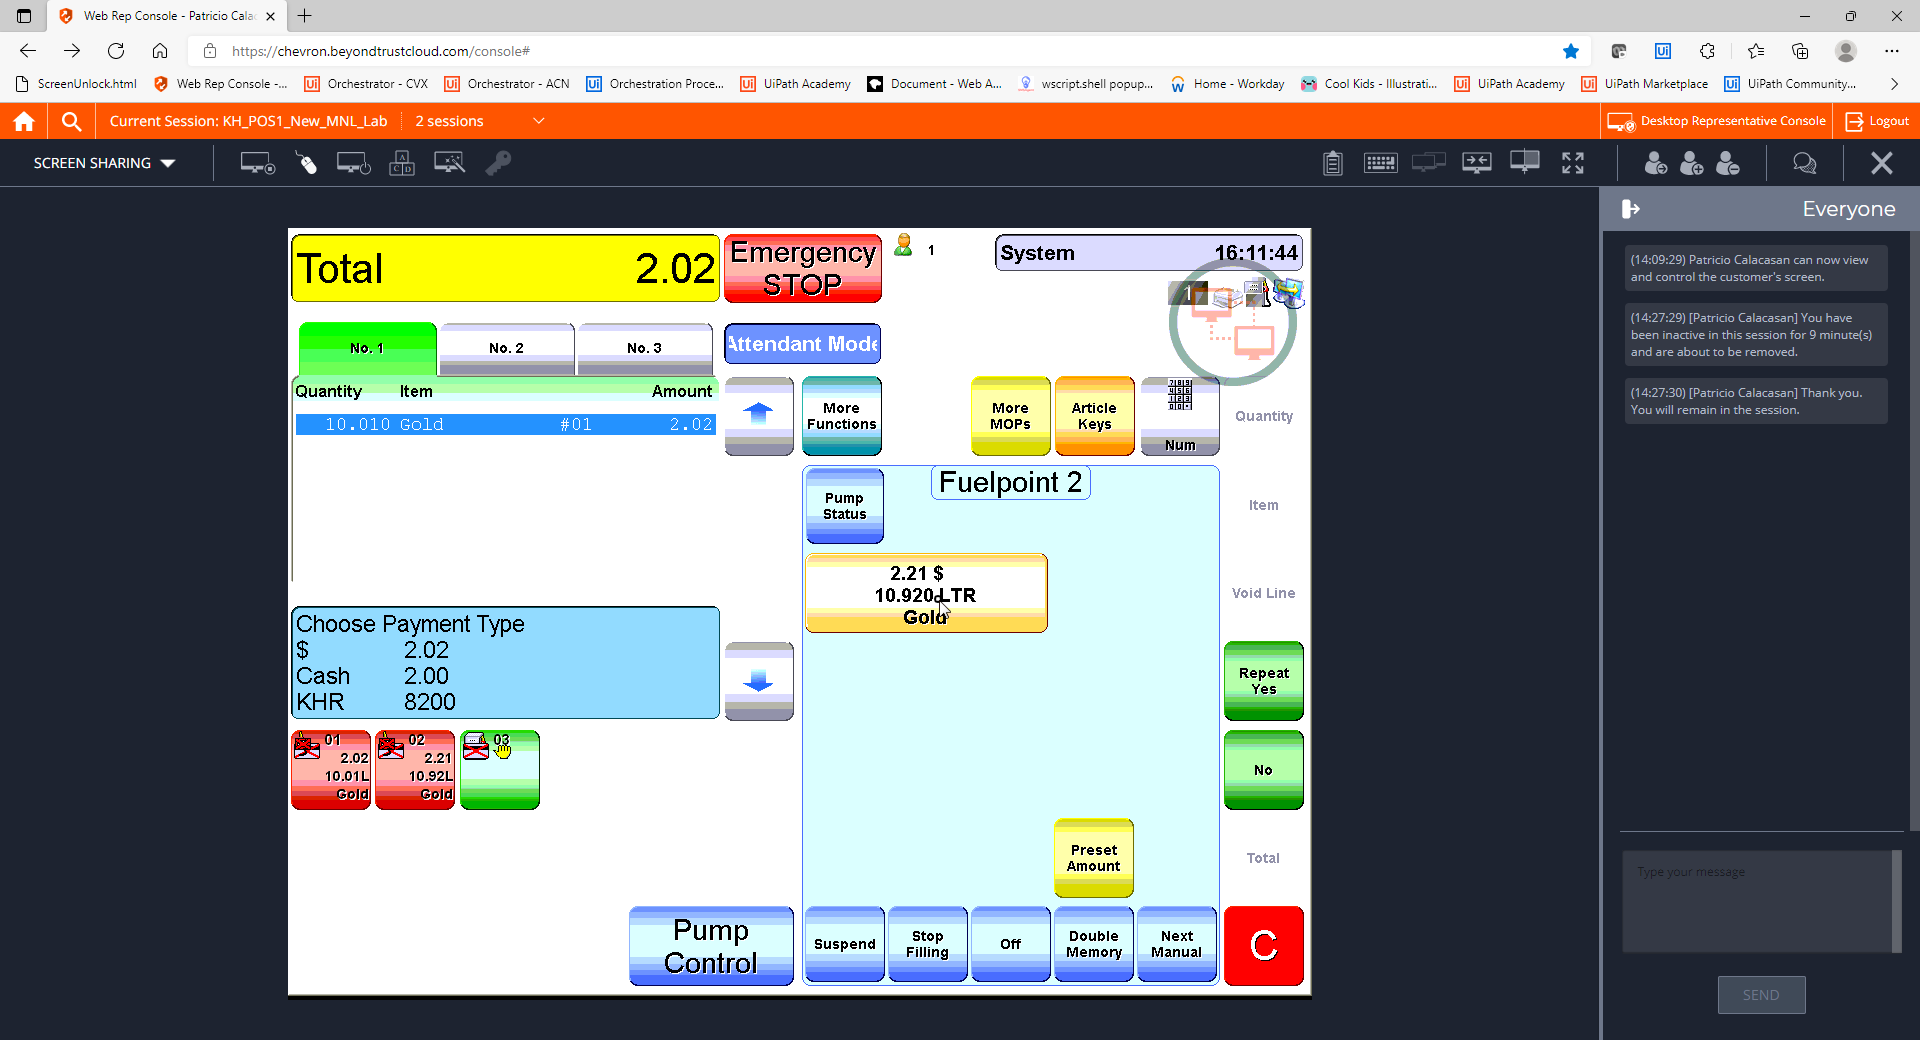 Web Rep Console - Patricio Cala
https://chevron.beyondtrustcloud.com/console#
ScreenUnlock.html
Web Rep Console -...
Orchestrator - CVX
Orchestrator - ACN
Orchestration Proce...
UiPath Academy
Document - Web A...
wscript.shell popup...
Home - Workday
Cool Kids - Illustrati...
UiPath Academy
UiPath Marketplace
UiPath Community...
Current Session: KH_POS1_New_MNL_Lab
2 sessions
Desktop Representative Console
Logout
SCREEN SHARING
Everyone
(14:09:29) Patricio Calacasan can now view
and control the customer's screen.
(14:27:29) [Patricio Calacasan] You have
been inactive in this session for 9 minute(s)
and are about to be removed.
(14:27:30) [Patricio Calacasan] Thank you.
You will remain in the session.
Type your message
SEND
Total 2.02
Emergency
STOP
1
System 16:11:44
1
No. 1
No. 2
No. 3
Attendant Mode
Quantity Item Amount
10.010 Gold #01 2.02
More
Functions
More
MOPs
Article
Keys
Num
Quantity
Fuelpoint 2
Pump
Status
Item
2.21 $
10.920 LTR
Gold
Void Line
Choose Payment Type
$ 2.02
Cash 2.00
KHR 8200
Repeat
Yes
01
2.02
10.01L
Gold
02
2.21
10.92L
Gold
03
No
Preset
Amount
Total
Pump
Control
Suspend
Stop
Filling
Off
Double
Memory
Next
Manual
C